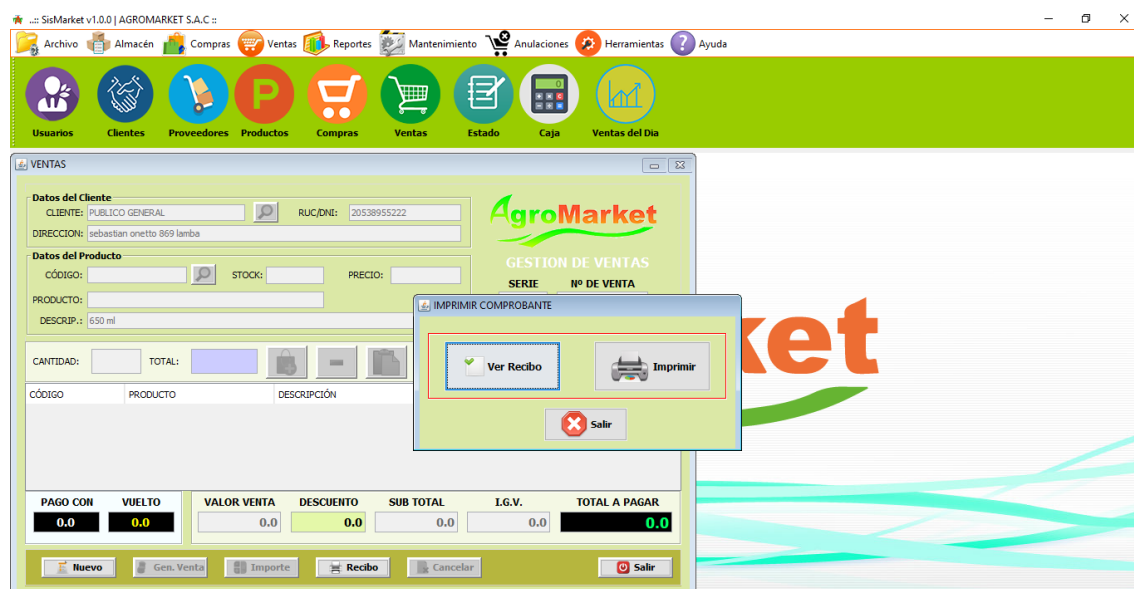 ..:: SisMarket v1.0.0 | AGROMARKET S.A.C ::
Archivo Almacén Compras Ventas Reportes Mantenimiento Anulaciones Herramientas ? Ayuda
P
0
Usuarios Clientes Proveedores Productos Compras Ventas Estado Caja Ventas del Dia
VENTAS
Datos del Cliente
CLIENTE: PUBLICO GENERAL RUC/DNI: 20538955222
DIRECCION: sebastian onetto 869 lamba
AgroMarket
Datos del Producto
GESTION DE VENTAS
CÓDIGO: STOCK: PRECIO:
SERIE Nº DE VENTA
PRODUCTO:
DESCRIP.: 650 ml
IMPRIMIR COMPROBANTE
Ver Recibo Imprimir
Salir
ket
CANTIDAD: TOTAL:
CÓDIGO PRODUCTO DESCRIPCIÓN
PAGO CON VUELTO VALOR VENTA DESCUENTO SUB TOTAL I.G.V. TOTAL A PAGAR
0.0 0.0 0.0 0.0 0.0 0.0 0.0
Nuevo Gen. Venta Importe Recibo Cancelar Salir